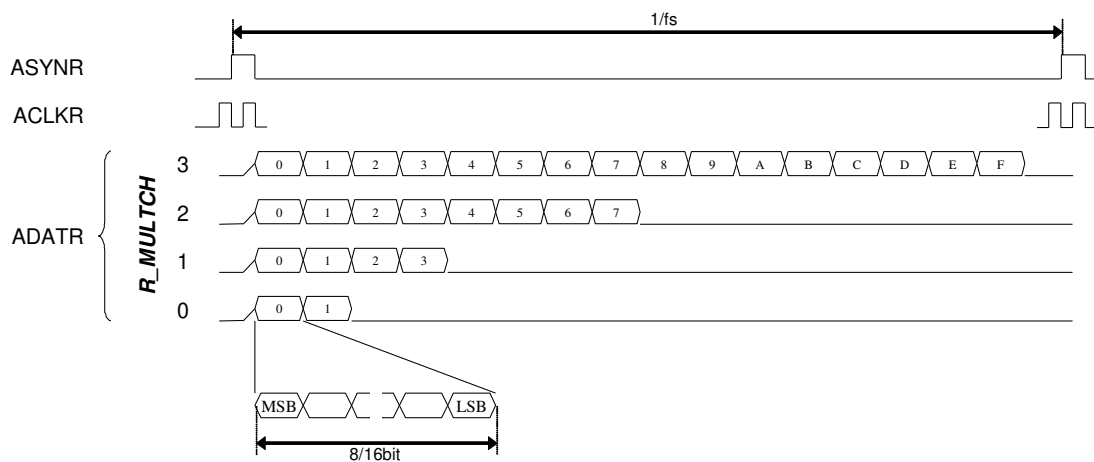 1/fs
ASYNR
ACLKR
ADATR
R_MULTCH
3
0 1 2 3 4 5 6 7 8 9 A B C D E F
2
0 1 2 3 4 5 6 7
1
0 1 2 3
0
0 1
MSB LSB
8/16bit